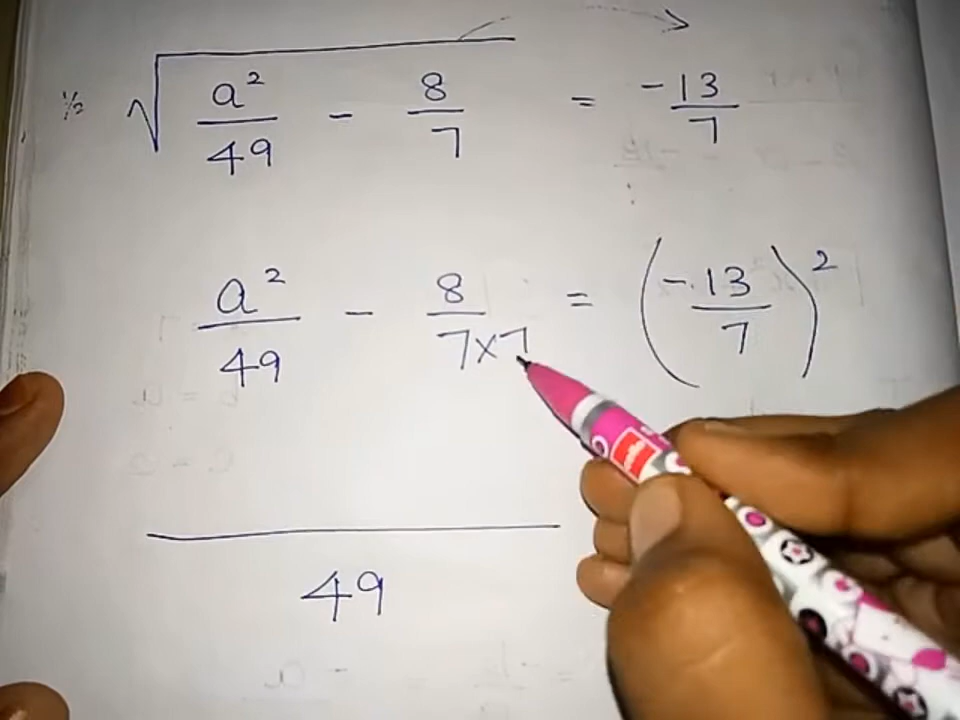 ½ √ a²/49 - 8/7 = -13/7
a²/49 - 8/7×7 = (-13/7)²
49